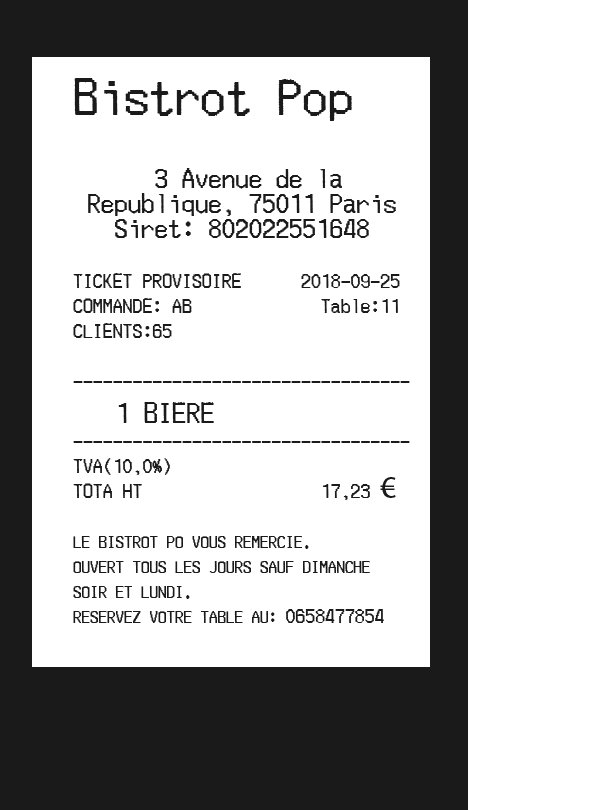 Bistrot Pop
3 Avenue de la
Republique, 75011 Paris
Siret: 802022551648
TICKET PROVISOIRE 2018-09-25
COMMANDE: AB Table:11
CLIENTS:65
----------------------------------
1 BIERE
----------------------------------
TVA(10,0%)
TOTA HT 17,23 €
LE BISTROT PO VOUS REMERCIE.
OUVERT TOUS LES JOURS SAUF DIMANCHE
SOIR ET LUNDI.
RESERVEZ VOTRE TABLE AU: 0658477854